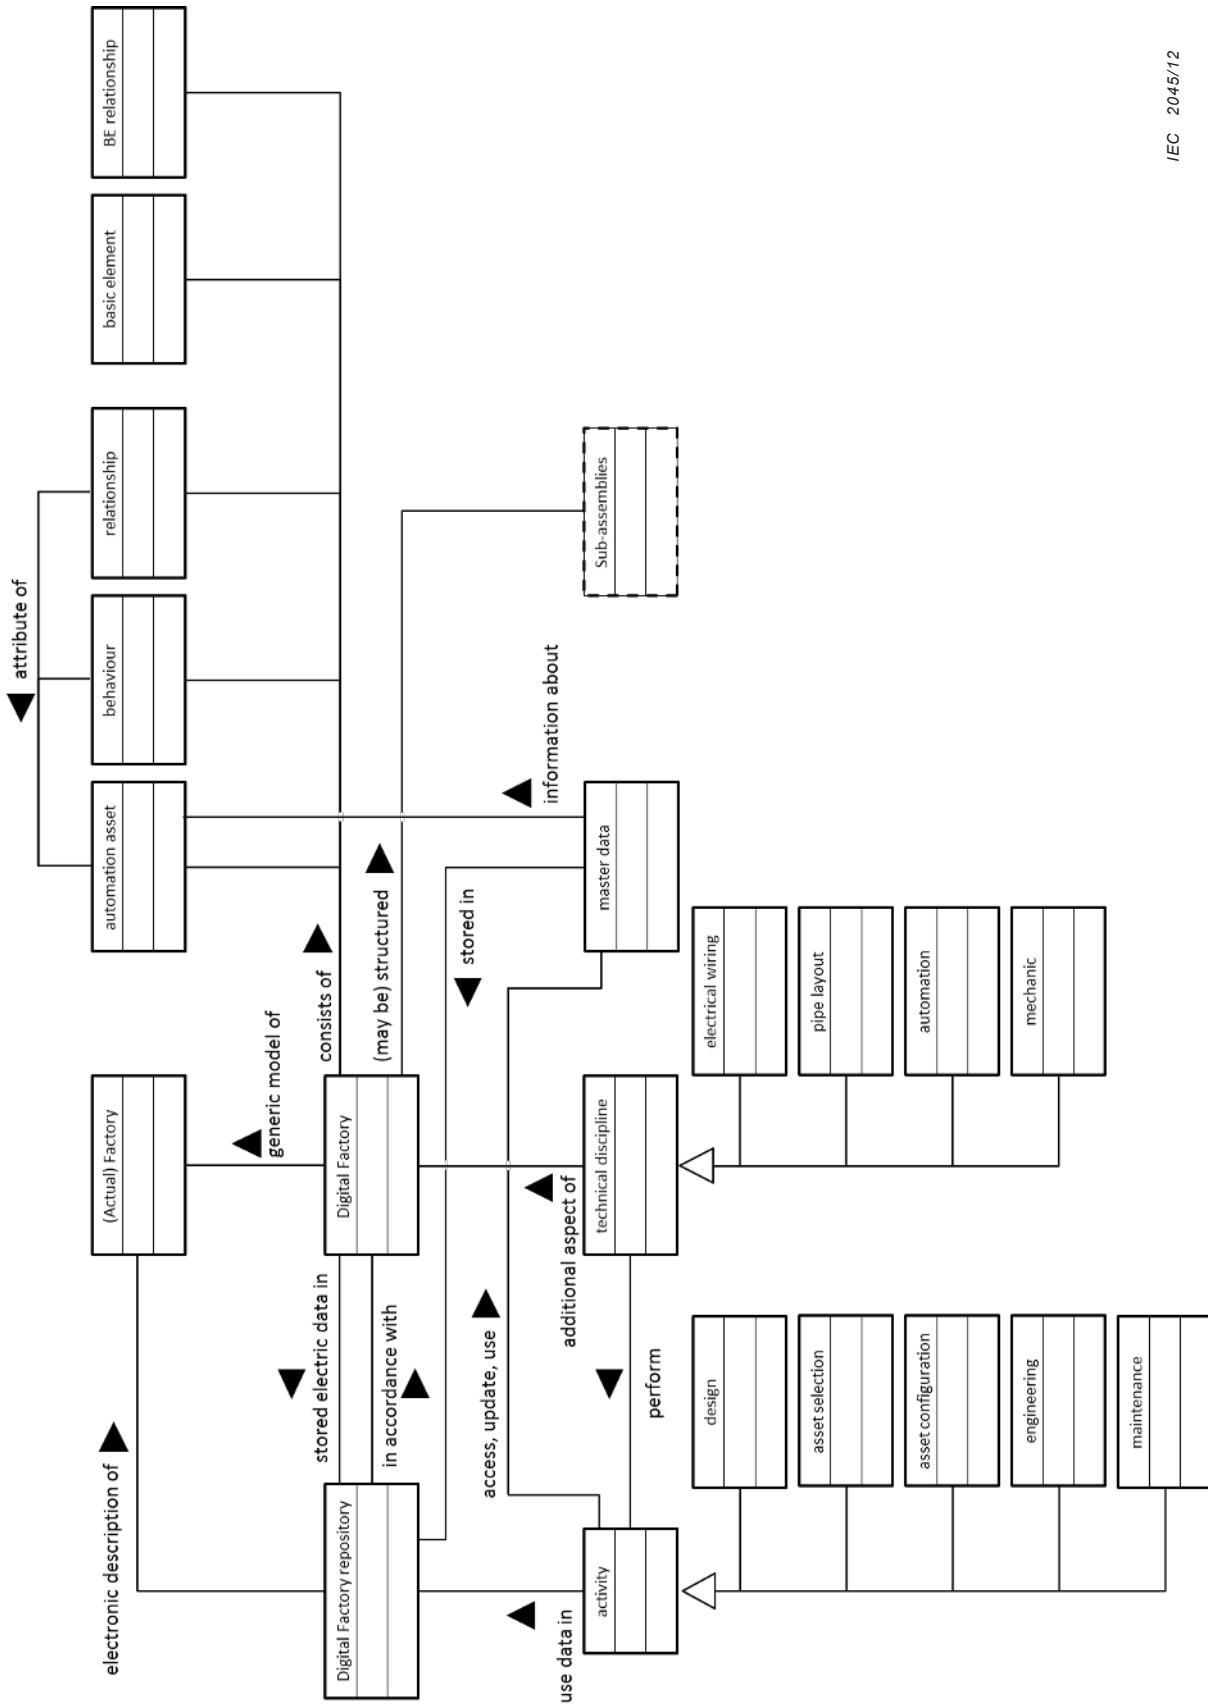 electronic description of
attribute of
(Actual) Factory
automation asset
behaviour
relationship
basic element
BE relationship
generic model of
stored electric data in
consists of
Digital Factory repository
Digital Factory
in accordance with
(may be) structured
stored in
access, update, use
use data in
additional aspect of
information about
activity
perform
technical discipline
master data
Sub-assemblies
design
electrical wiring
asset selection
pipe layout
asset configuration
automation
engineering
mechanic
maintenance
IEC 2045/12